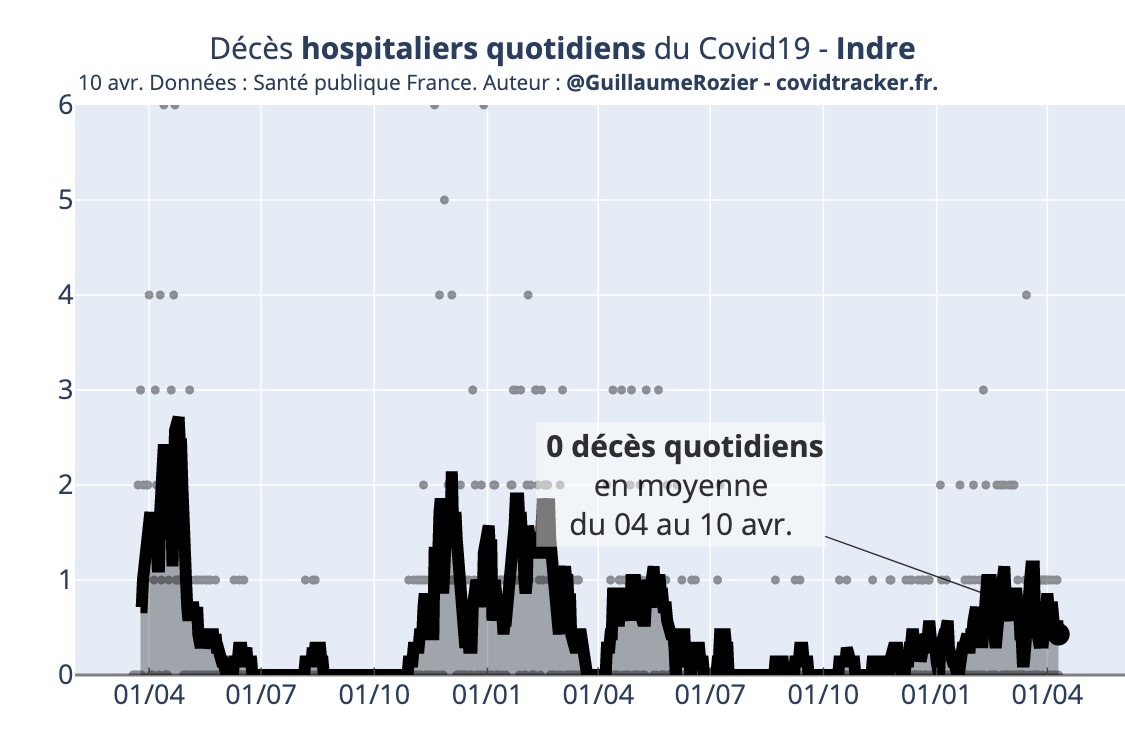 Décès hospitaliers quotidiens du Covid19 - Indre
10 avr. Données : Santé publique France. Auteur : @GuillaumeRozier - covidtracker.fr.
6
5
4
3
2
1
0
0 décès quotidiens
en moyenne
du 04 au 10 avr.
01/04 01/07 01/10 01/01 01/04 01/07 01/10 01/01 01/04